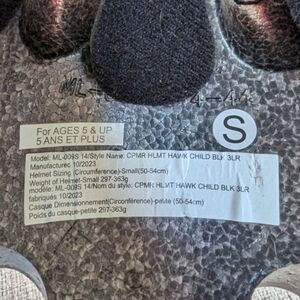 For AGES 5 & UP
5 ANS ET PLUS
S
Model: ML-009S 14/Style Name: CPMR HLMT HAWK CHILD BLK 3LR
Manufacturec 10/2023
Helmet Sizing (Circumference)-Small(50-54cm)
Weight of Helmet-Small 297-363g
modèle: ML-009S 14/Nom du style: CPMR HLMT HAWK CHILD BLK 3LR
fabriqués 10/2023
Casque Dimensionnement(Circonférence)-petite (50-54cm)
Poids du casque-petite 297-363g